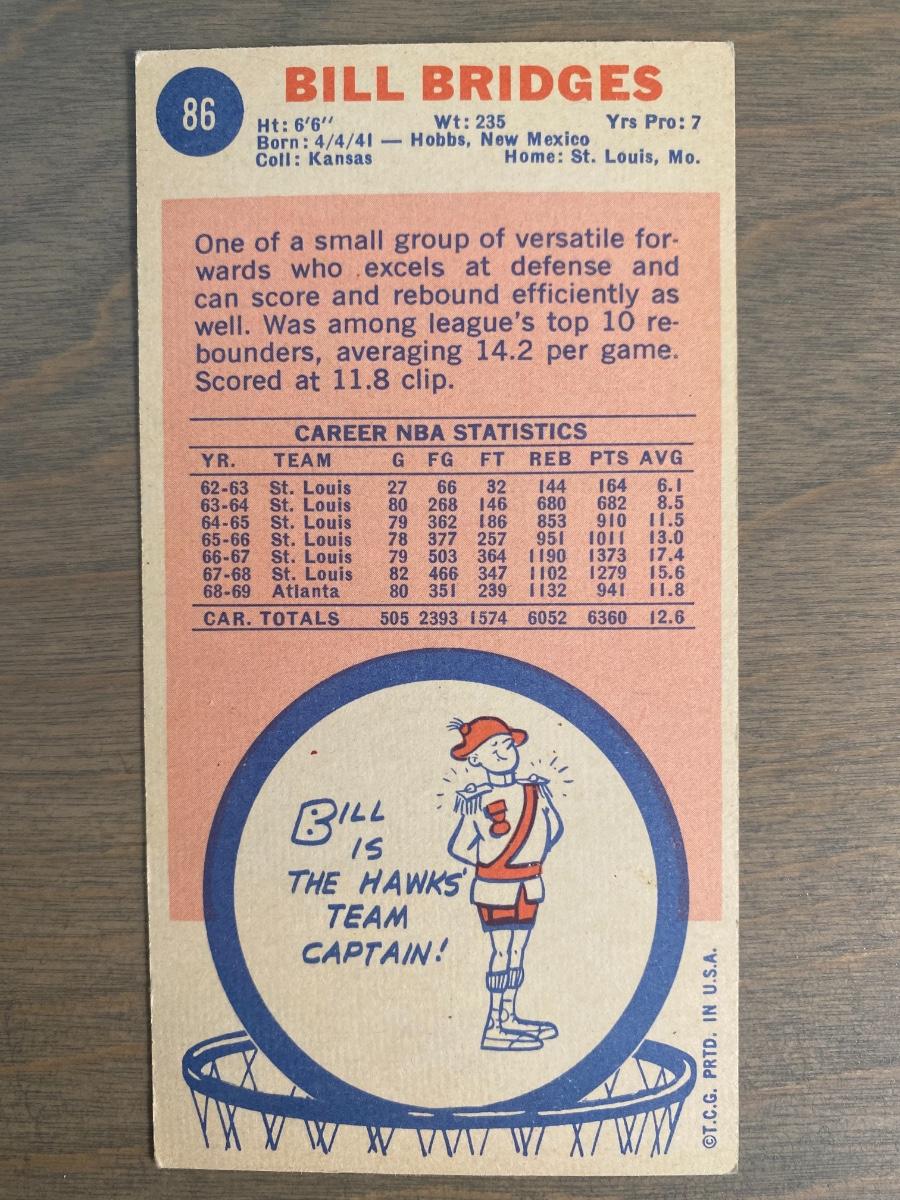 86
BILL BRIDGES
Ht: 6'6" Wt: 235 Yrs Pro: 7
Born: 4/4/41 — Hobbs, New Mexico
Coll: Kansas Home: St. Louis, Mo.
One of a small group of versatile for-
wards who excels at defense and
can score and rebound efficiently as
well. Was among league's top 10 re-
bounders, averaging 14.2 per game.
Scored at 11.8 clip.
CAREER NBA STATISTICS
YR. TEAM G FG FT REB PTS AVG
62-63 St. Louis 27 66 32 144 164 6.1
63-64 St. Louis 80 268 146 680 682 8.5
64-65 St. Louis 79 362 186 853 910 11.5
65-66 St. Louis 78 377 257 951 1011 13.0
66-67 St. Louis 79 503 364 1190 1373 17.4
67-68 St. Louis 82 466 347 1102 1279 15.6
68-69 Atlanta 80 351 239 1132 941 11.8
CAR. TOTALS 505 2393 1574 6052 6360 12.6
BILL
IS
THE HAWKS'
TEAM
CAPTAIN!
©T.C.G. PRTD. IN U.S.A.